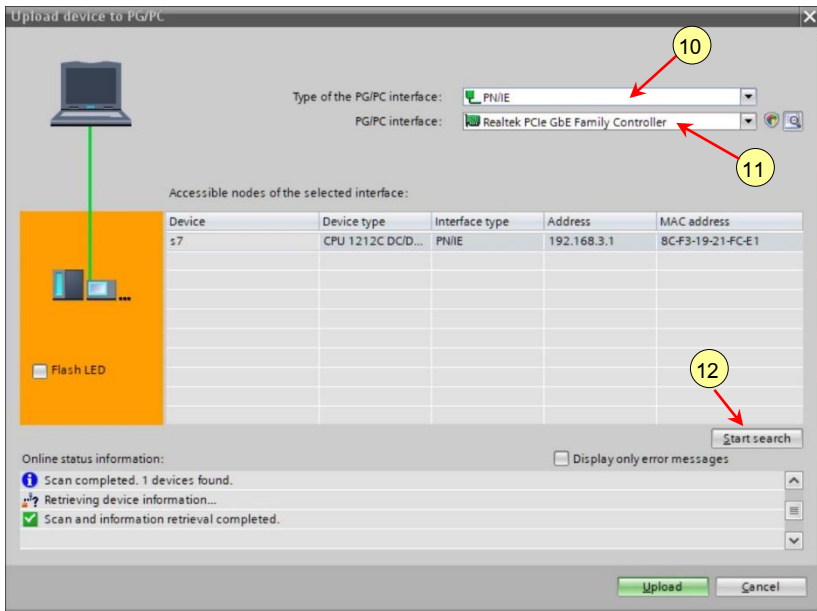 Upload device to PG/PC
10
Type of the PG/PC interface: PN/IE
PG/PC interface: Realtek PCIe GbE Family Controller
11
Accessible nodes of the selected interface:
Device Device type Interface type Address MAC address
s7 CPU 1212C DC/D... PN/IE 192.168.3.1 8C-F3-19-21-FC-E1
Flash LED
12
Start search
Online status information: Display only error messages
Scan completed. 1 devices found.
Retrieving device information...
Scan and information retrieval completed.
Upload Cancel